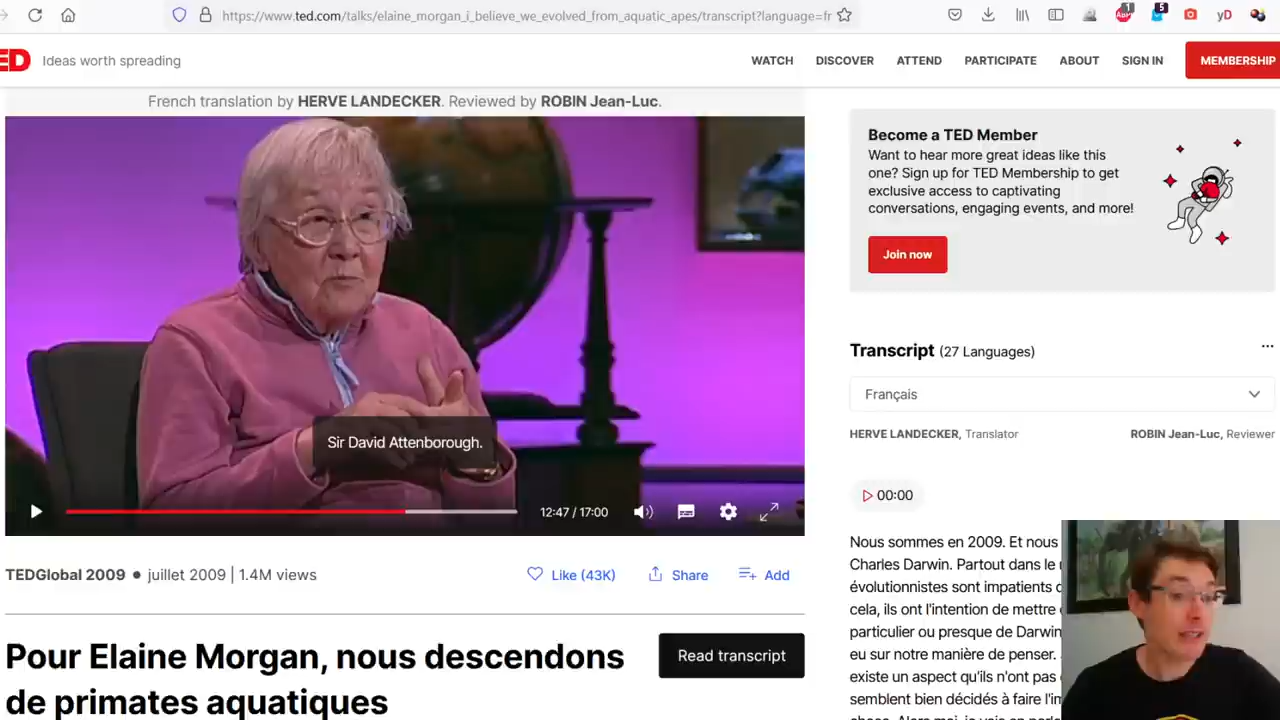 https://www.ted.com/talks/elaine_morgan_i_believe_we_evolved_from_aquatic_apes/transcript?language=fr
1
5
yD
ED
Ideas worth spreading
WATCH
DISCOVER
ATTEND
PARTICIPATE
ABOUT
SIGN IN
MEMBERSHIP
French translation by HERVE LANDECKER. Reviewed by ROBIN Jean-Luc.
Sir David Attenborough.
12:47 / 17:00
TEDGlobal 2009 ● juillet 2009 | 1.4M views
Like (43K)
Share
Add
Pour Elaine Morgan, nous descendons
de primates aquatiques
Read transcript
Become a TED Member
Want to hear more great ideas like this
one? Sign up for TED Membership to get
exclusive access to captivating
conversations, engaging events, and more!
Join now
Transcript (27 Languages)
Français
HERVE LANDECKER, Translator
ROBIN Jean-Luc, Reviewer
00:00
Nous sommes en 2009. Et nous
Charles Darwin. Partout dans le
évolutionnistes sont impatients
cela, ils ont l'intention de mettre
particulier ou presque de Darwin
eu sur notre manière de penser.
existe un aspect qu'ils n'ont pas
semblent bien décidés à faire